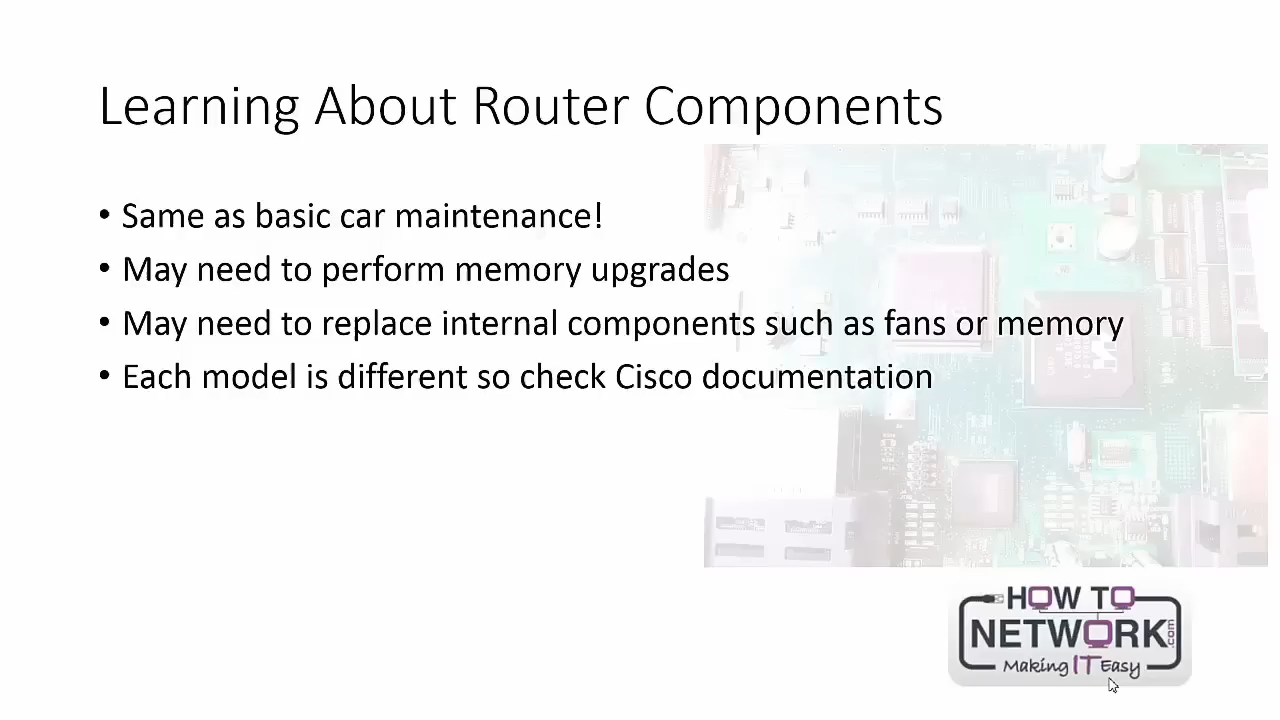 Learning About Router Components
• Same as basic car maintenance!
• May need to perform memory upgrades
• May need to replace internal components such as fans or memory
• Each model is different so check Cisco documentation
HOW TO
NETWORK.com
Making IT Easy